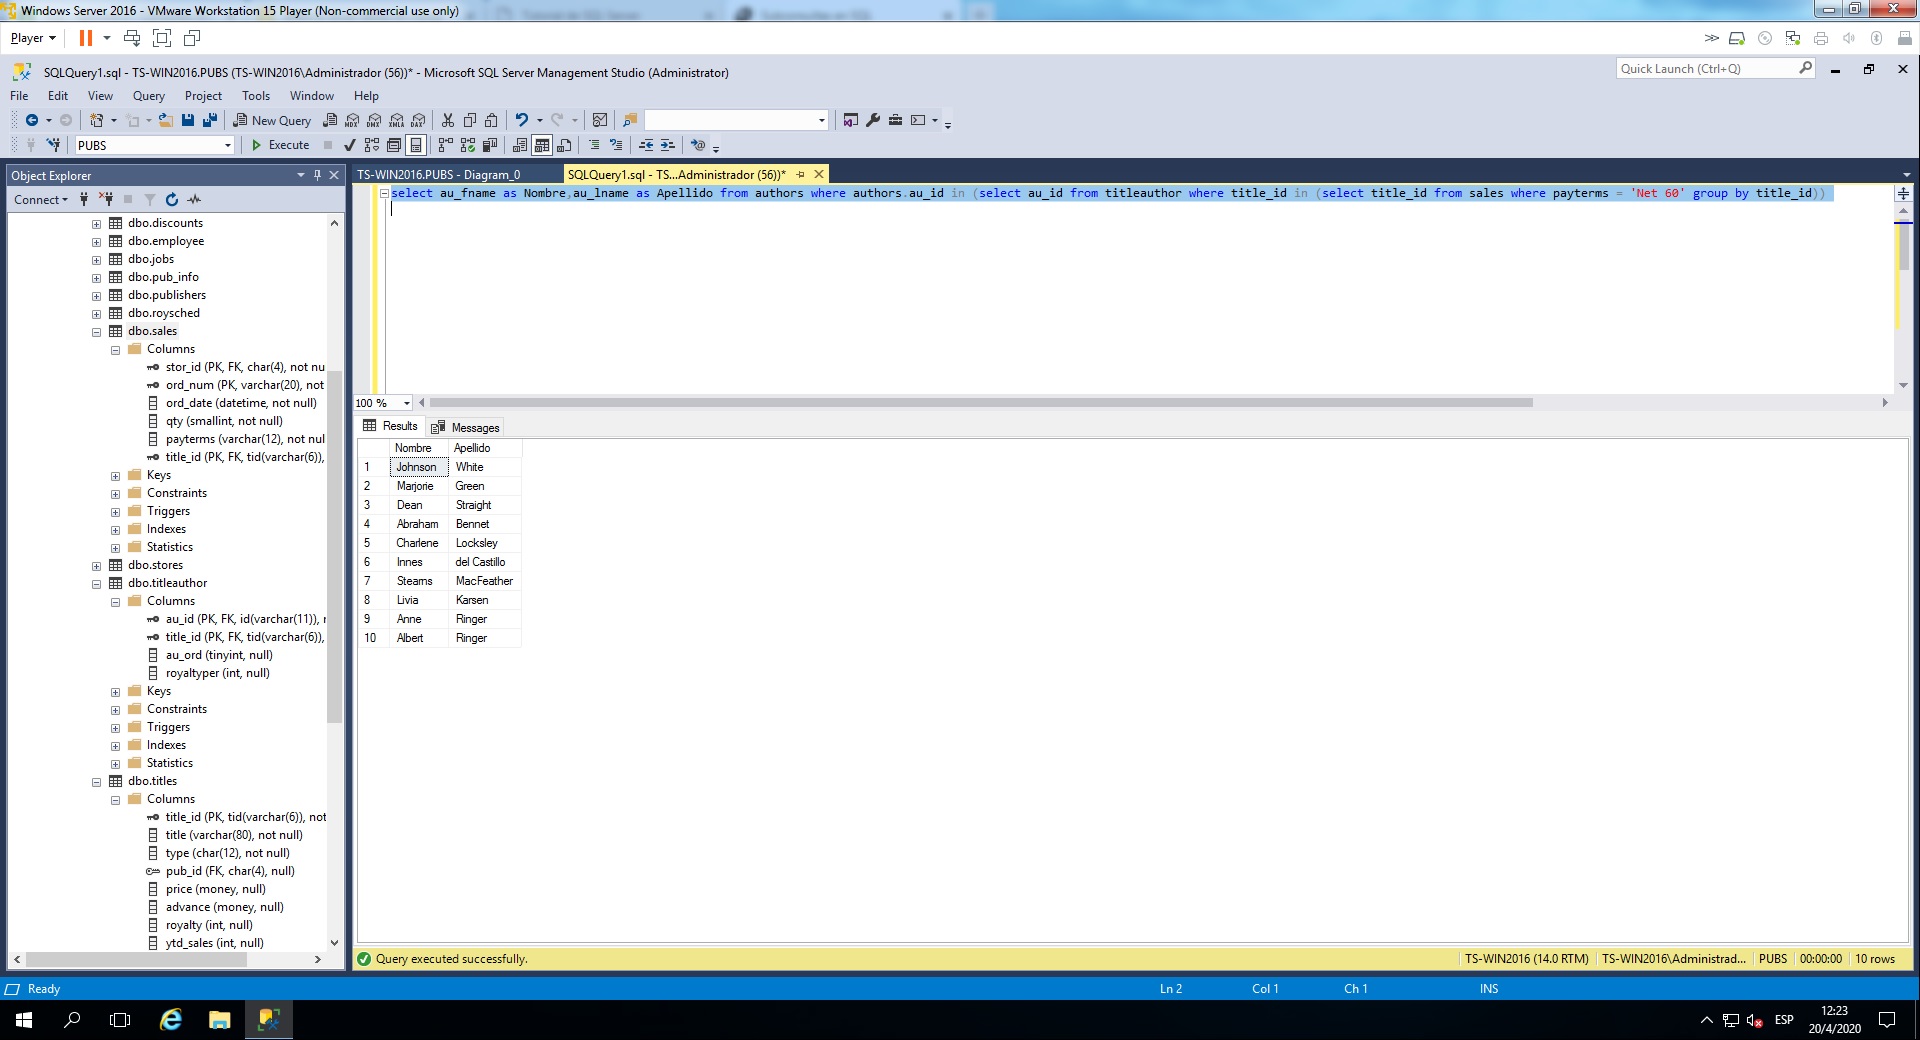 Windows Server 2016 - VMware Workstation 15 Player (Non-commercial use only)
Player
SQLQuery1.sql - TS-WIN2016.PUBS (TS-WIN2016\Administrador (56))* - Microsoft SQL Server Management Studio (Administrator)
Quick Launch (Ctrl+Q)
File Edit View Query Project Tools Window Help
New Query MDX DMX XMLA DAX
PUBS Execute
Object Explorer
TS-WIN2016.PUBS - Diagram_0
SQLQuery1.sql - TS...Administrador (56))*
Connect
select au_fname as Nombre,au_lname as Apellido from authors where authors.au_id in (select au_id from titleauthor where title_id in (select title_id from sales where payterms = 'Net 60' group by title_id))
dbo.discounts
dbo.employee
dbo.jobs
dbo.pub_info
dbo.publishers
dbo.roysched
dbo.sales
Columns
stor_id (PK, FK, char(4), not nu
ord_num (PK, varchar(20), not
ord_date (datetime, not null)
qty (smallint, not null)
payterms (varchar(12), not nul
title_id (PK, FK, tid(varchar(6)),
Keys
Constraints
Triggers
Indexes
Statistics
dbo.stores
dbo.titleauthor
Columns
au_id (PK, FK, id(varchar(11)), r
title_id (PK, FK, tid(varchar(6)),
au_ord (tinyint, null)
royaltyper (int, null)
Keys
Constraints
Triggers
Indexes
Statistics
dbo.titles
Columns
title_id (PK, tid(varchar(6)), not
title (varchar(80), not null)
type (char(12), not null)
pub_id (FK, char(4), null)
price (money, null)
advance (money, null)
royalty (int, null)
ytd_sales (int, null)
100 %
Results Messages
Nombre Apellido
1 Johnson White
2 Marjorie Green
3 Dean Straight
4 Abraham Bennet
5 Charlene Locksley
6 Innes del Castillo
7 Stearns MacFeather
8 Livia Karsen
9 Anne Ringer
10 Albert Ringer
Query executed successfully.
TS-WIN2016 (14.0 RTM) TS-WIN2016\Administrad... PUBS 00:00:00 10 rows
Ready Ln 2 Col 1 Ch 1 INS
ESP
12:23
20/4/2020